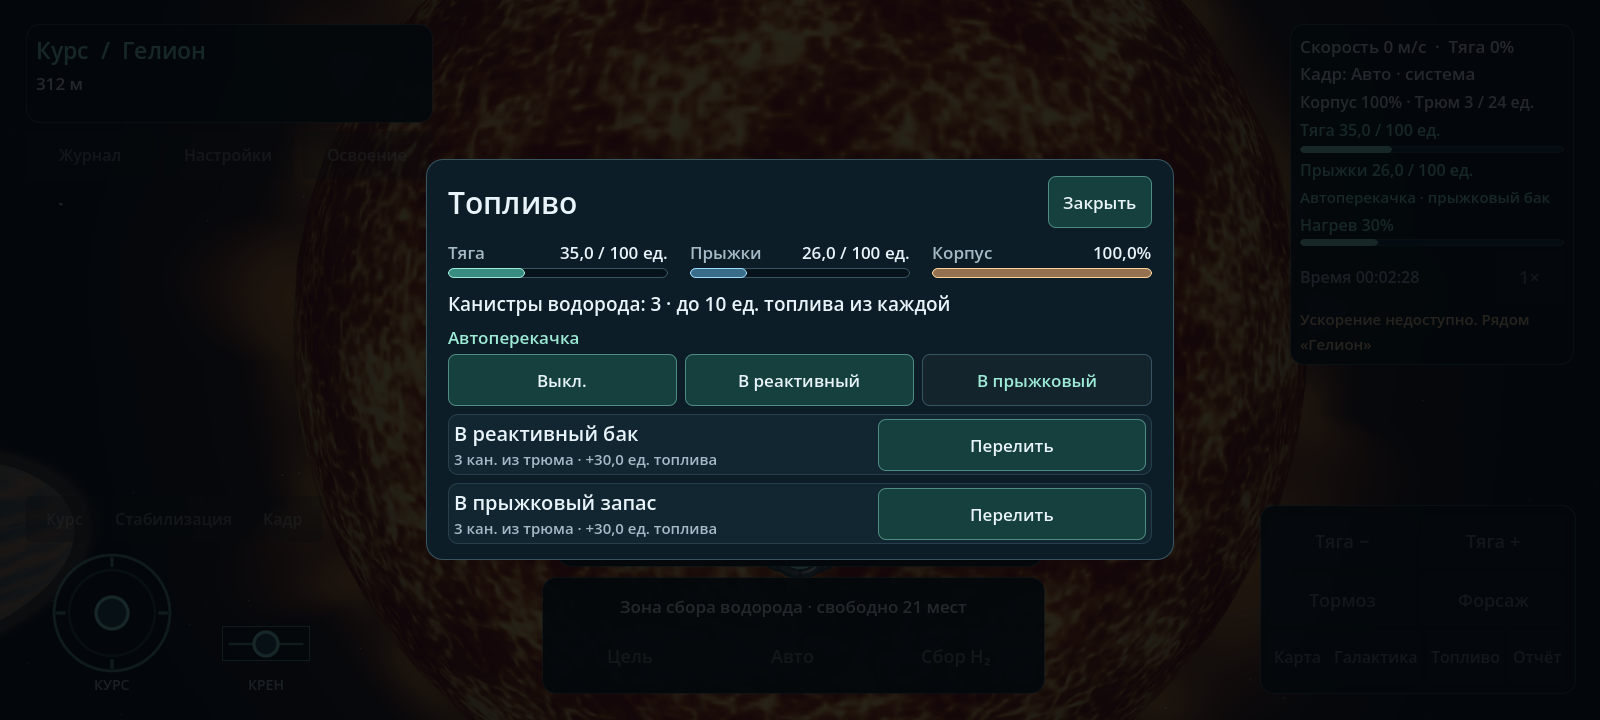 Курс / Гелион
312 м
Журнал
Настройки
Освоение
Скорость 0 м/с · Тяга 0%
Кадр: Авто · система
Корпус 100% · Трюм 3 / 24 ед.
Тяга 35,0 / 100 ед.
Прыжки 26,0 / 100 ед.
Автоперекачка · прыжковый бак
Нагрев 30%
Время 00:02:28
1×
Ускорение недоступно. Рядом
«Гелион»
Топливо
Закрыть
Тяга
35,0 / 100 ед.
Прыжки
26,0 / 100 ед.
Корпус
100,0%
Канистры водорода: 3 · до 10 ед. топлива из каждой
Автоперекачка
Выкл.
В реактивный
В прыжковый
В реактивный бак
3 кан. из трюма · +30,0 ед. топлива
Перелить
В прыжковый запас
3 кан. из трюма · +30,0 ед. топлива
Перелить
Курс
Стабилизация
Кадр
КУРС
КРЕН
Зона сбора водорода · свободно 21 мест
Цель
Авто
Сбор H₂
Тяга −
Тяга +
Тормоз
Форсаж
Карта
Галактика
Топливо
Отчёт